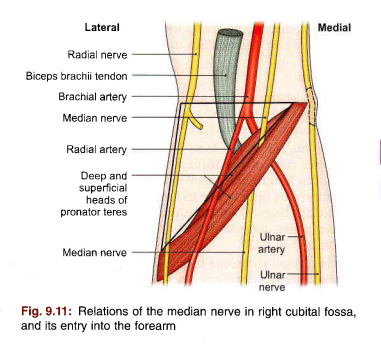 Lateral
Medial
Radial nerve
Biceps brachii tendon
Brachial artery
Median nerve
Radial artery
Deep and
superficial
heads of
pronator teres
Median nerve
Ulnar
artery
Ulnar
nerve
Fig. 9.11: Relations of the median nerve in right cubital fossa,
and its entry into the forearm